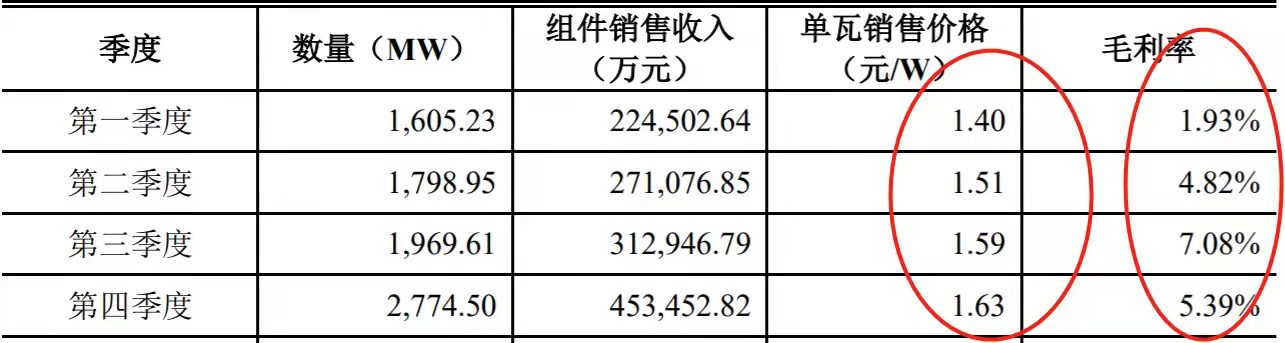 季度 数量（MW） 组件销售收入（万元） 单瓦销售价格（元/W） 毛利率
第一季度 1,605.23 224,502.64 1.40 1.93%
第二季度 1,798.95 271,076.85 1.51 4.82%
第三季度 1,969.61 312,946.79 1.59 7.08%
第四季度 2,774.50 453,452.82 1.63 5.39%